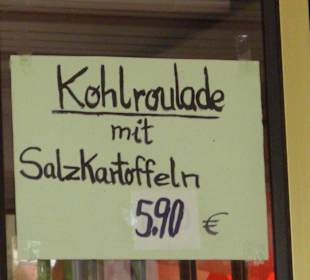 Kohlroulade
mit
Salzkartoffeln
5.90 €